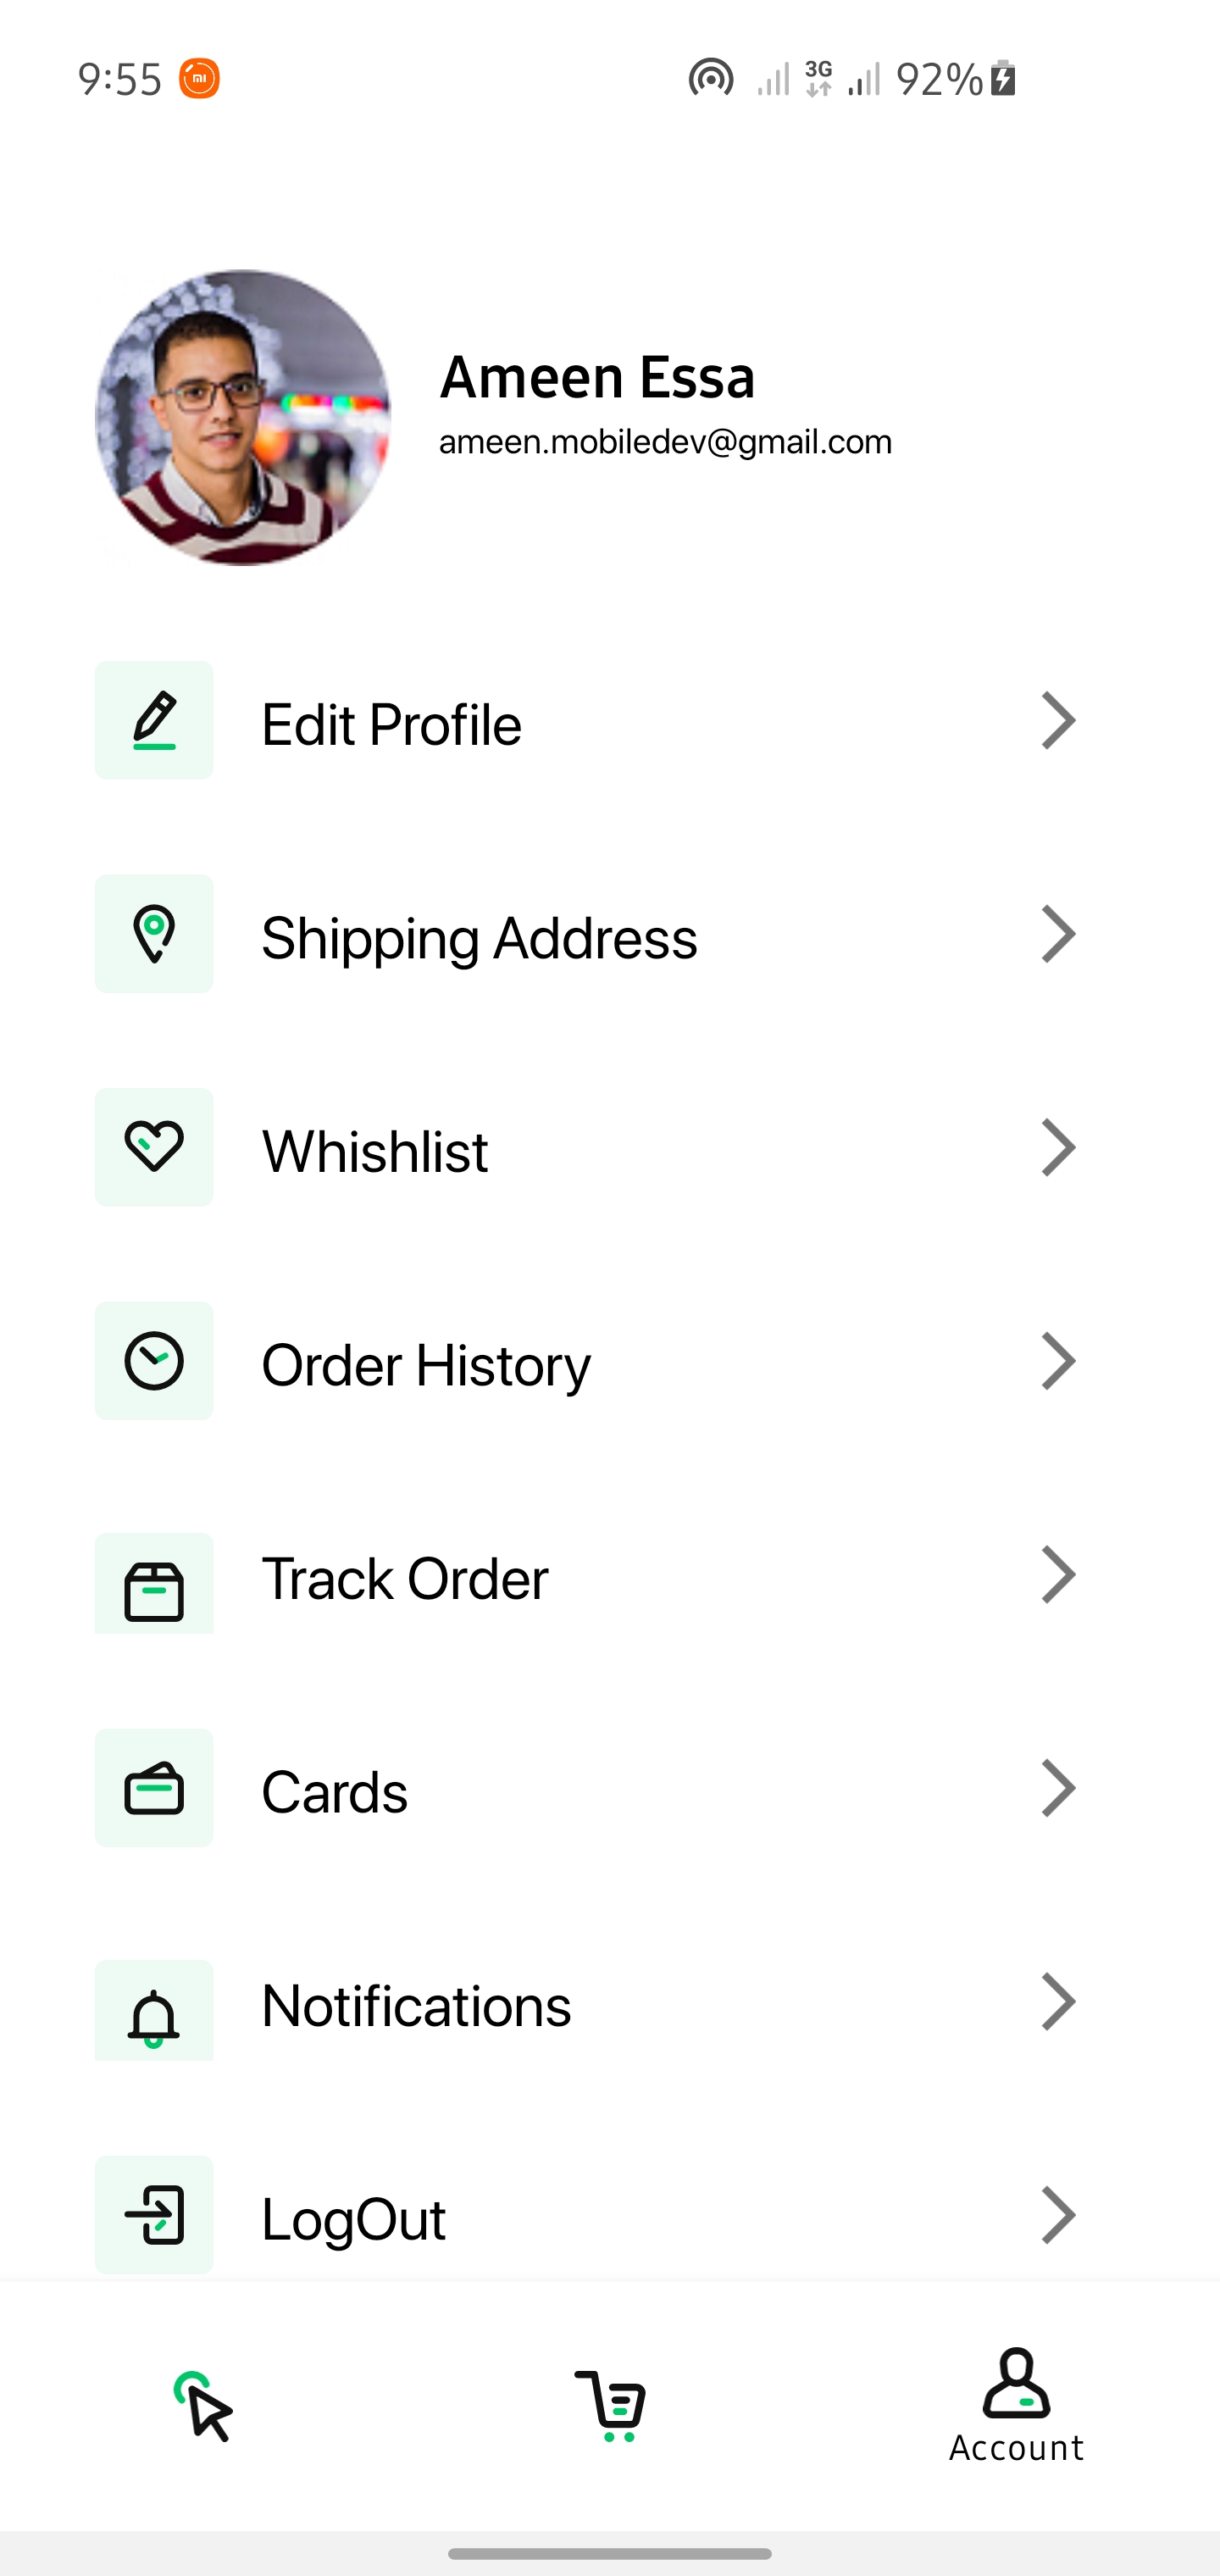 9:55 mi 3G 92%
Ameen Essa
ameen.mobiledev@gmail.com
Edit Profile
Shipping Address
Whishlist
Order History
Track Order
Cards
Notifications
LogOut
Account